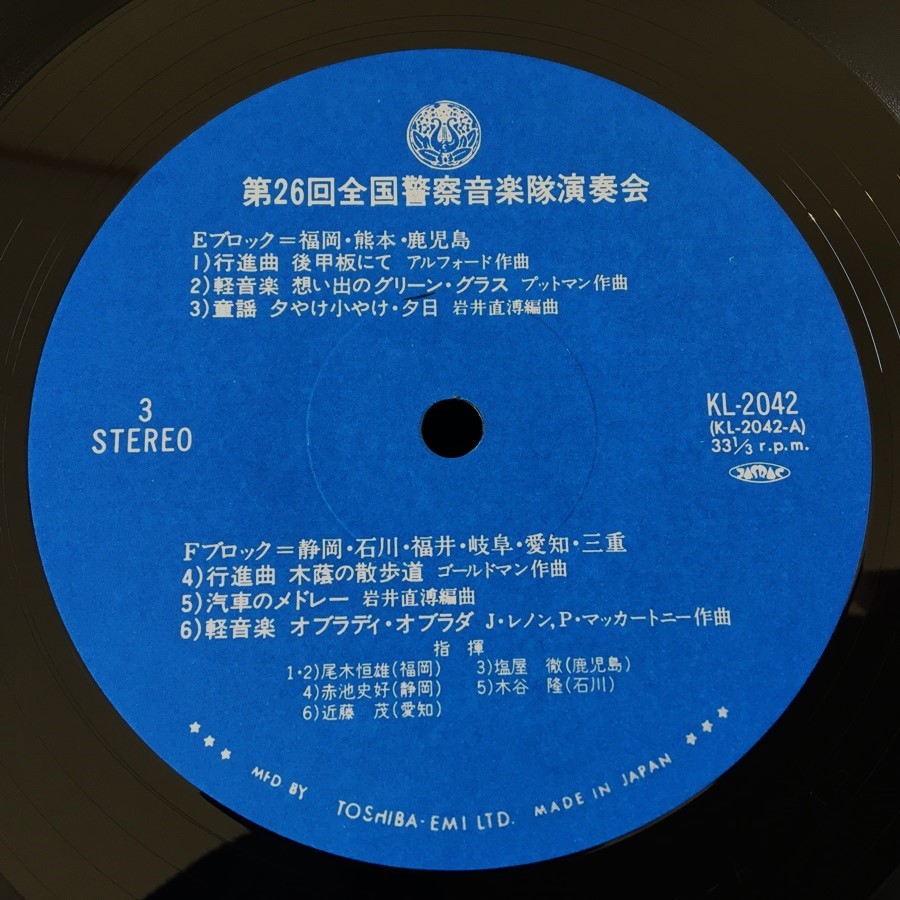 第26回全国警察音楽隊演奏会
Eブロック=福岡・熊本・鹿児島
1)行進曲 後甲板にて アルフォード作曲
2)軽音楽 想い出のグリーン・グラス プットマン作曲
3)童謡 夕やけ小やけ・夕日 岩井直溥編曲
3
STEREO
KL-2042
(KL-2042-A)
33 1/3 r.p.m.
JASRAC
Fブロック=静岡・石川・福井・岐阜・愛知・三重
4)行進曲 木蔭の散歩道 ゴールドマン作曲
5)汽車のメドレー 岩井直溥編曲
6)軽音楽 オブラディ・オブラダ J・レノン,P・マッカートニー作曲
指揮
1・2)尾木恒雄(福岡) 3)塩屋 徹(鹿児島)
4)赤池史好(静岡) 5)木谷 隆(石川)
6)近藤 茂(愛知)
★★★ MFD BY TOSHIBA-EMI LTD. MADE IN JAPAN ★★★